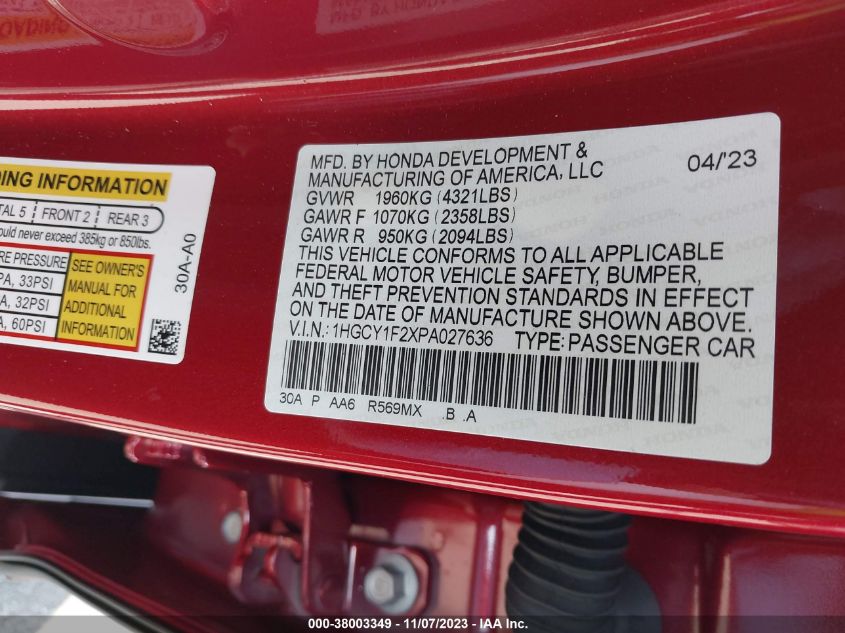 DING INFORMATION
TAL 5 FRONT 2 REAR 3
ould never exceed 385kg or 850lbs.
RE PRESSURE
PA, 33PSI
A, 32PSI
A, 60PSI
SEE OWNER'S
MANUAL FOR
ADDITIONAL
INFORMATION
30A-A0
MFD. BY HONDA DEVELOPMENT &
MANUFACTURING OF AMERICA, LLC 04/'23
GVWR 1960KG (4321LBS)
GAWR F 1070KG (2358LBS)
GAWR R 950KG (2094LBS)
THIS VEHICLE CONFORMS TO ALL APPLICABLE
FEDERAL MOTOR VEHICLE SAFETY, BUMPER,
AND THEFT PREVENTION STANDARDS IN EFFECT
ON THE DATE OF MANUFACTURE SHOWN ABOVE.
V.I.N.: 1HGCY1F2XPA027636 TYPE: PASSENGER CAR
30A P AA6 R569MX .B .A
000-38003349 — 11/07/2023 — IAA Inc.